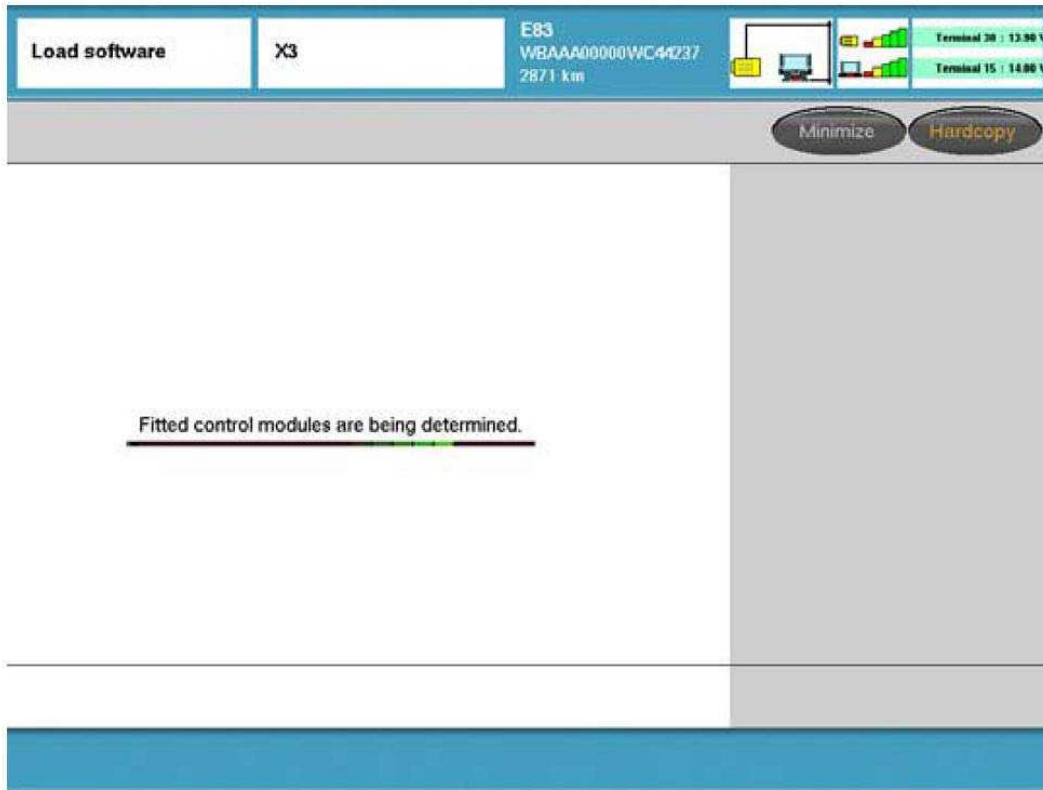 Load software
X3
E83
WBAAA00000WC44237
2871 km
Terminal 30 : 13.90 V
Terminal 15 : 14.00 V
Minimize
Hardcopy
Fitted control modules are being determined.